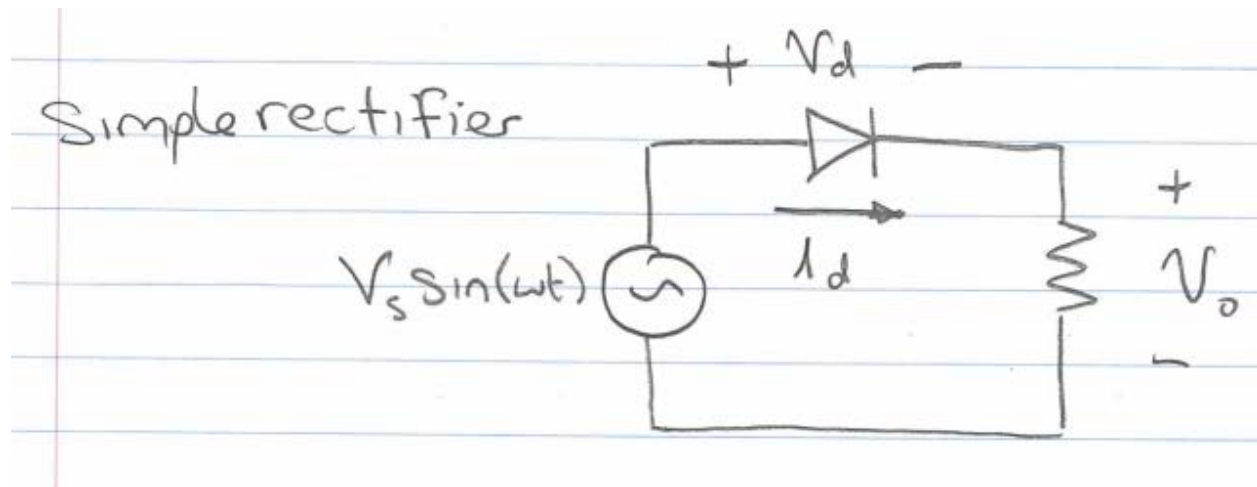 + Vd −
Simple rectifier
+
Vs Sin(ωt)
id
Vo
−